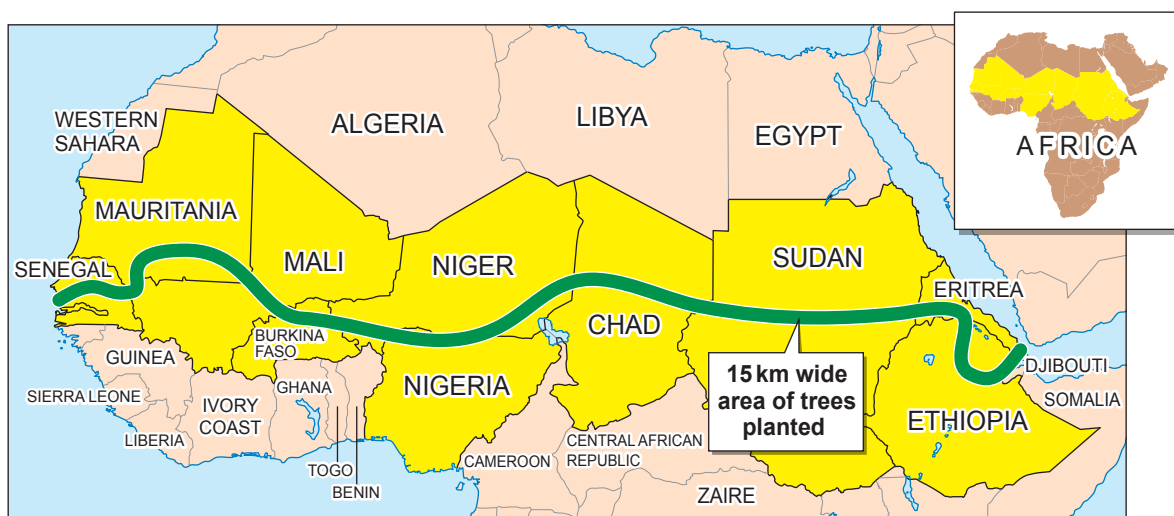 WESTERN
SAHARA
ALGERIA
LIBYA
EGYPT
AFRICA
MAURITANIA
SENEGAL
MALI
NIGER
SUDAN
ERITREA
CHAD
BURKINA
FASO
GUINEA
NIGERIA
DJIBOUTI
SIERRA LEONE
GHANA
IVORY
COAST
SOMALIA
15 km wide
area of trees
planted
ETHIOPIA
LIBERIA
CENTRAL AFRICAN
REPUBLIC
CAMEROON
TOGO
BENIN
ZAIRE